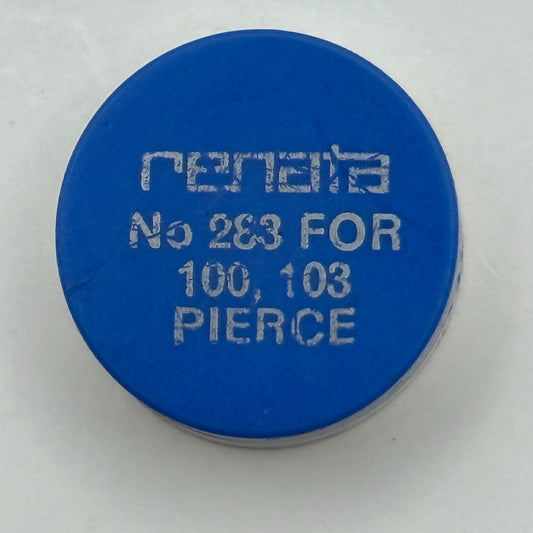 renata
No 283 FOR
100, 103
PIERCE